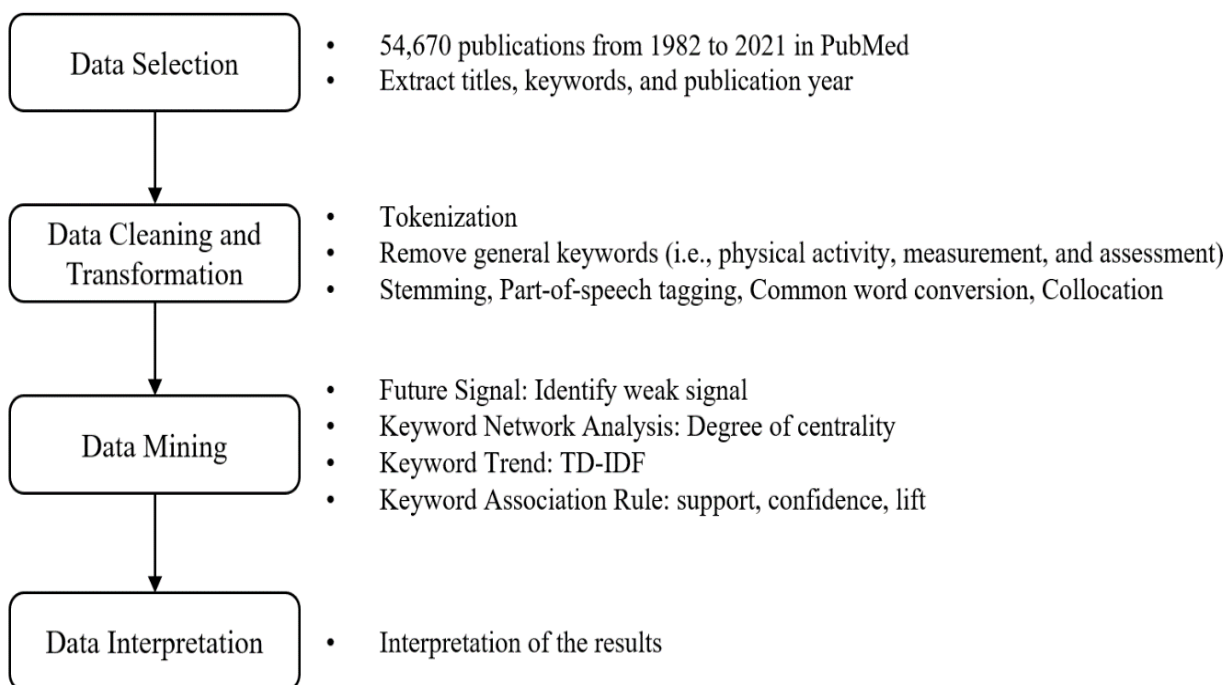 Data Selection
• 54,670 publications from 1982 to 2021 in PubMed
• Extract titles, keywords, and publication year
Data Cleaning and
Transformation
• Tokenization
• Remove general keywords (i.e., physical activity, measurement, and assessment)
• Stemming, Part-of-speech tagging, Common word conversion, Collocation
Data Mining
• Future Signal: Identify weak signal
• Keyword Network Analysis: Degree of centrality
• Keyword Trend: TD-IDF
• Keyword Association Rule: support, confidence, lift
Data Interpretation
• Interpretation of the results